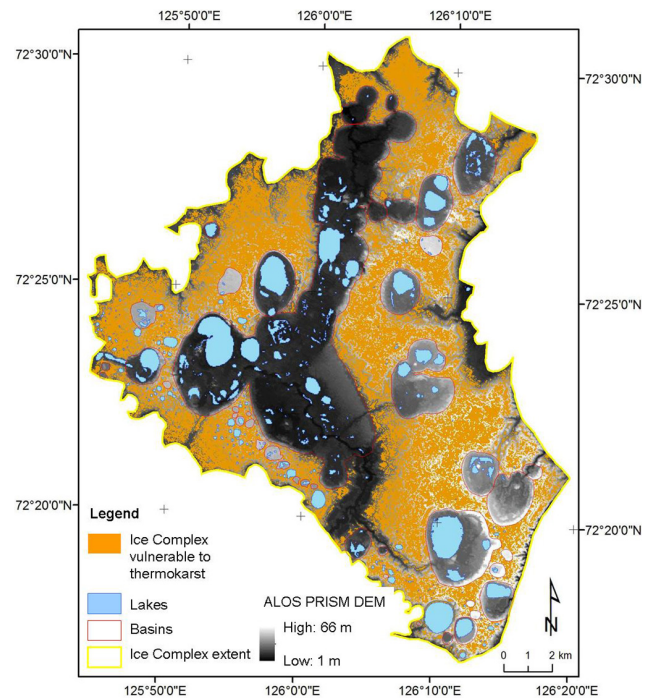 125°50'0"E 126°0'0"E 126°10'0"E
72°30'0"N
72°30'0"N
72°25'0"N
72°25'0"N
72°20'0"N
72°20'0"N
Legend
Ice Complex
vulnerable to
thermokarst
Lakes
Basins
Ice Complex extent
ALOS PRISM DEM
High: 66 m
Low: 1 m
N
0 1 2 km
125°50'0"E 126°0'0"E 126°10'0"E 126°20'0"E